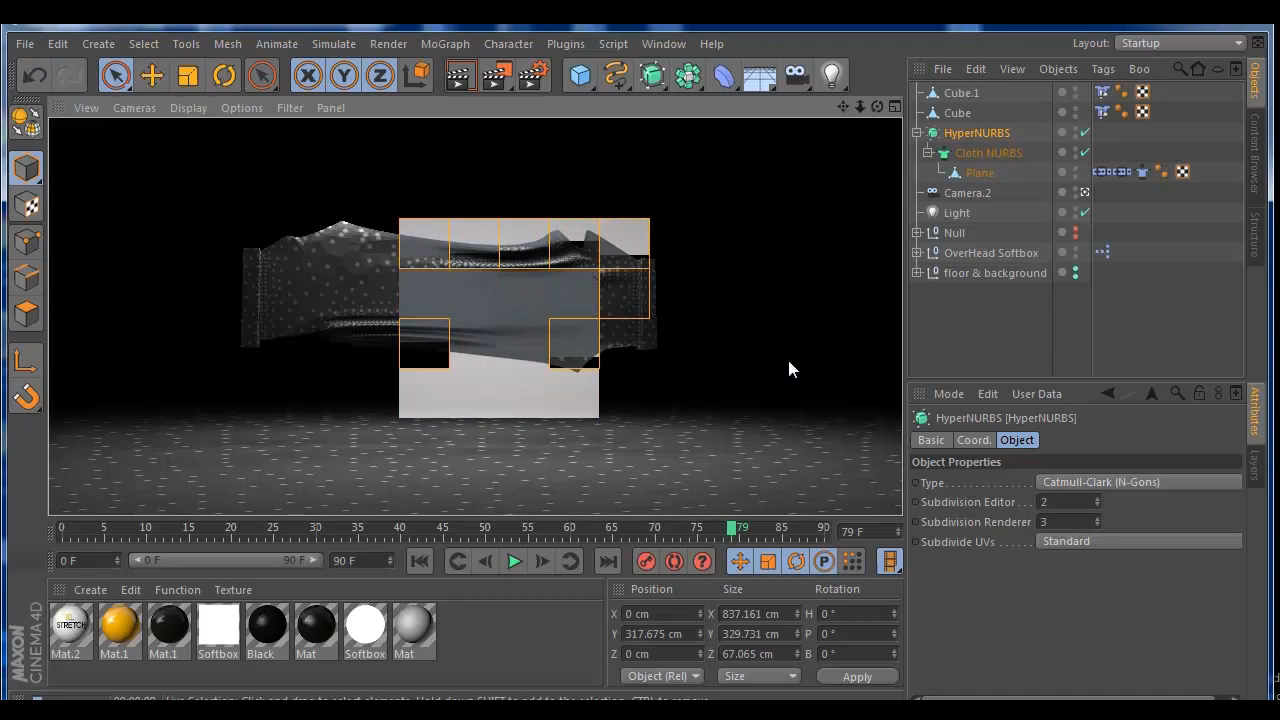 File Edit Create Select Tools Mesh Animate Simulate Render MoGraph Character Plugins Script Window Help Layout: Startup
View Cameras Display Options Filter Panel
File Edit View Objects Tags Boo
Cube.1
Cube
HyperNURBS
Cloth NURBS
Plane
Camera.2
Light
Null
OverHead Softbox
floor & background
Objects
Content Browser
Structure
Mode Edit User Data
HyperNURBS [HyperNURBS]
Basic Coord. Object
Object Properties
Type Catmull-Clark (N-Gons)
Subdivision Editor 2
Subdivision Renderer 3
Subdivide UVs Standard
Attributes
Layers
0 5 10 15 20 25 30 35 40 45 50 55 60 65 70 75 79 85 90 79 F
0 F 0 F 90 F 90 F
Create Edit Function Texture
STRETCH
Mat.2 Mat.1 Mat.1 Softbox Black Mat Softbox Mat
Position Size Rotation
X 0 cm X 837.161 cm H 0 °
Y 317.675 cm Y 329.731 cm P 0 °
Z 0 cm Z 67.065 cm B 0 °
Object (Rel) Size Apply
MAXON
CINEMA 4D